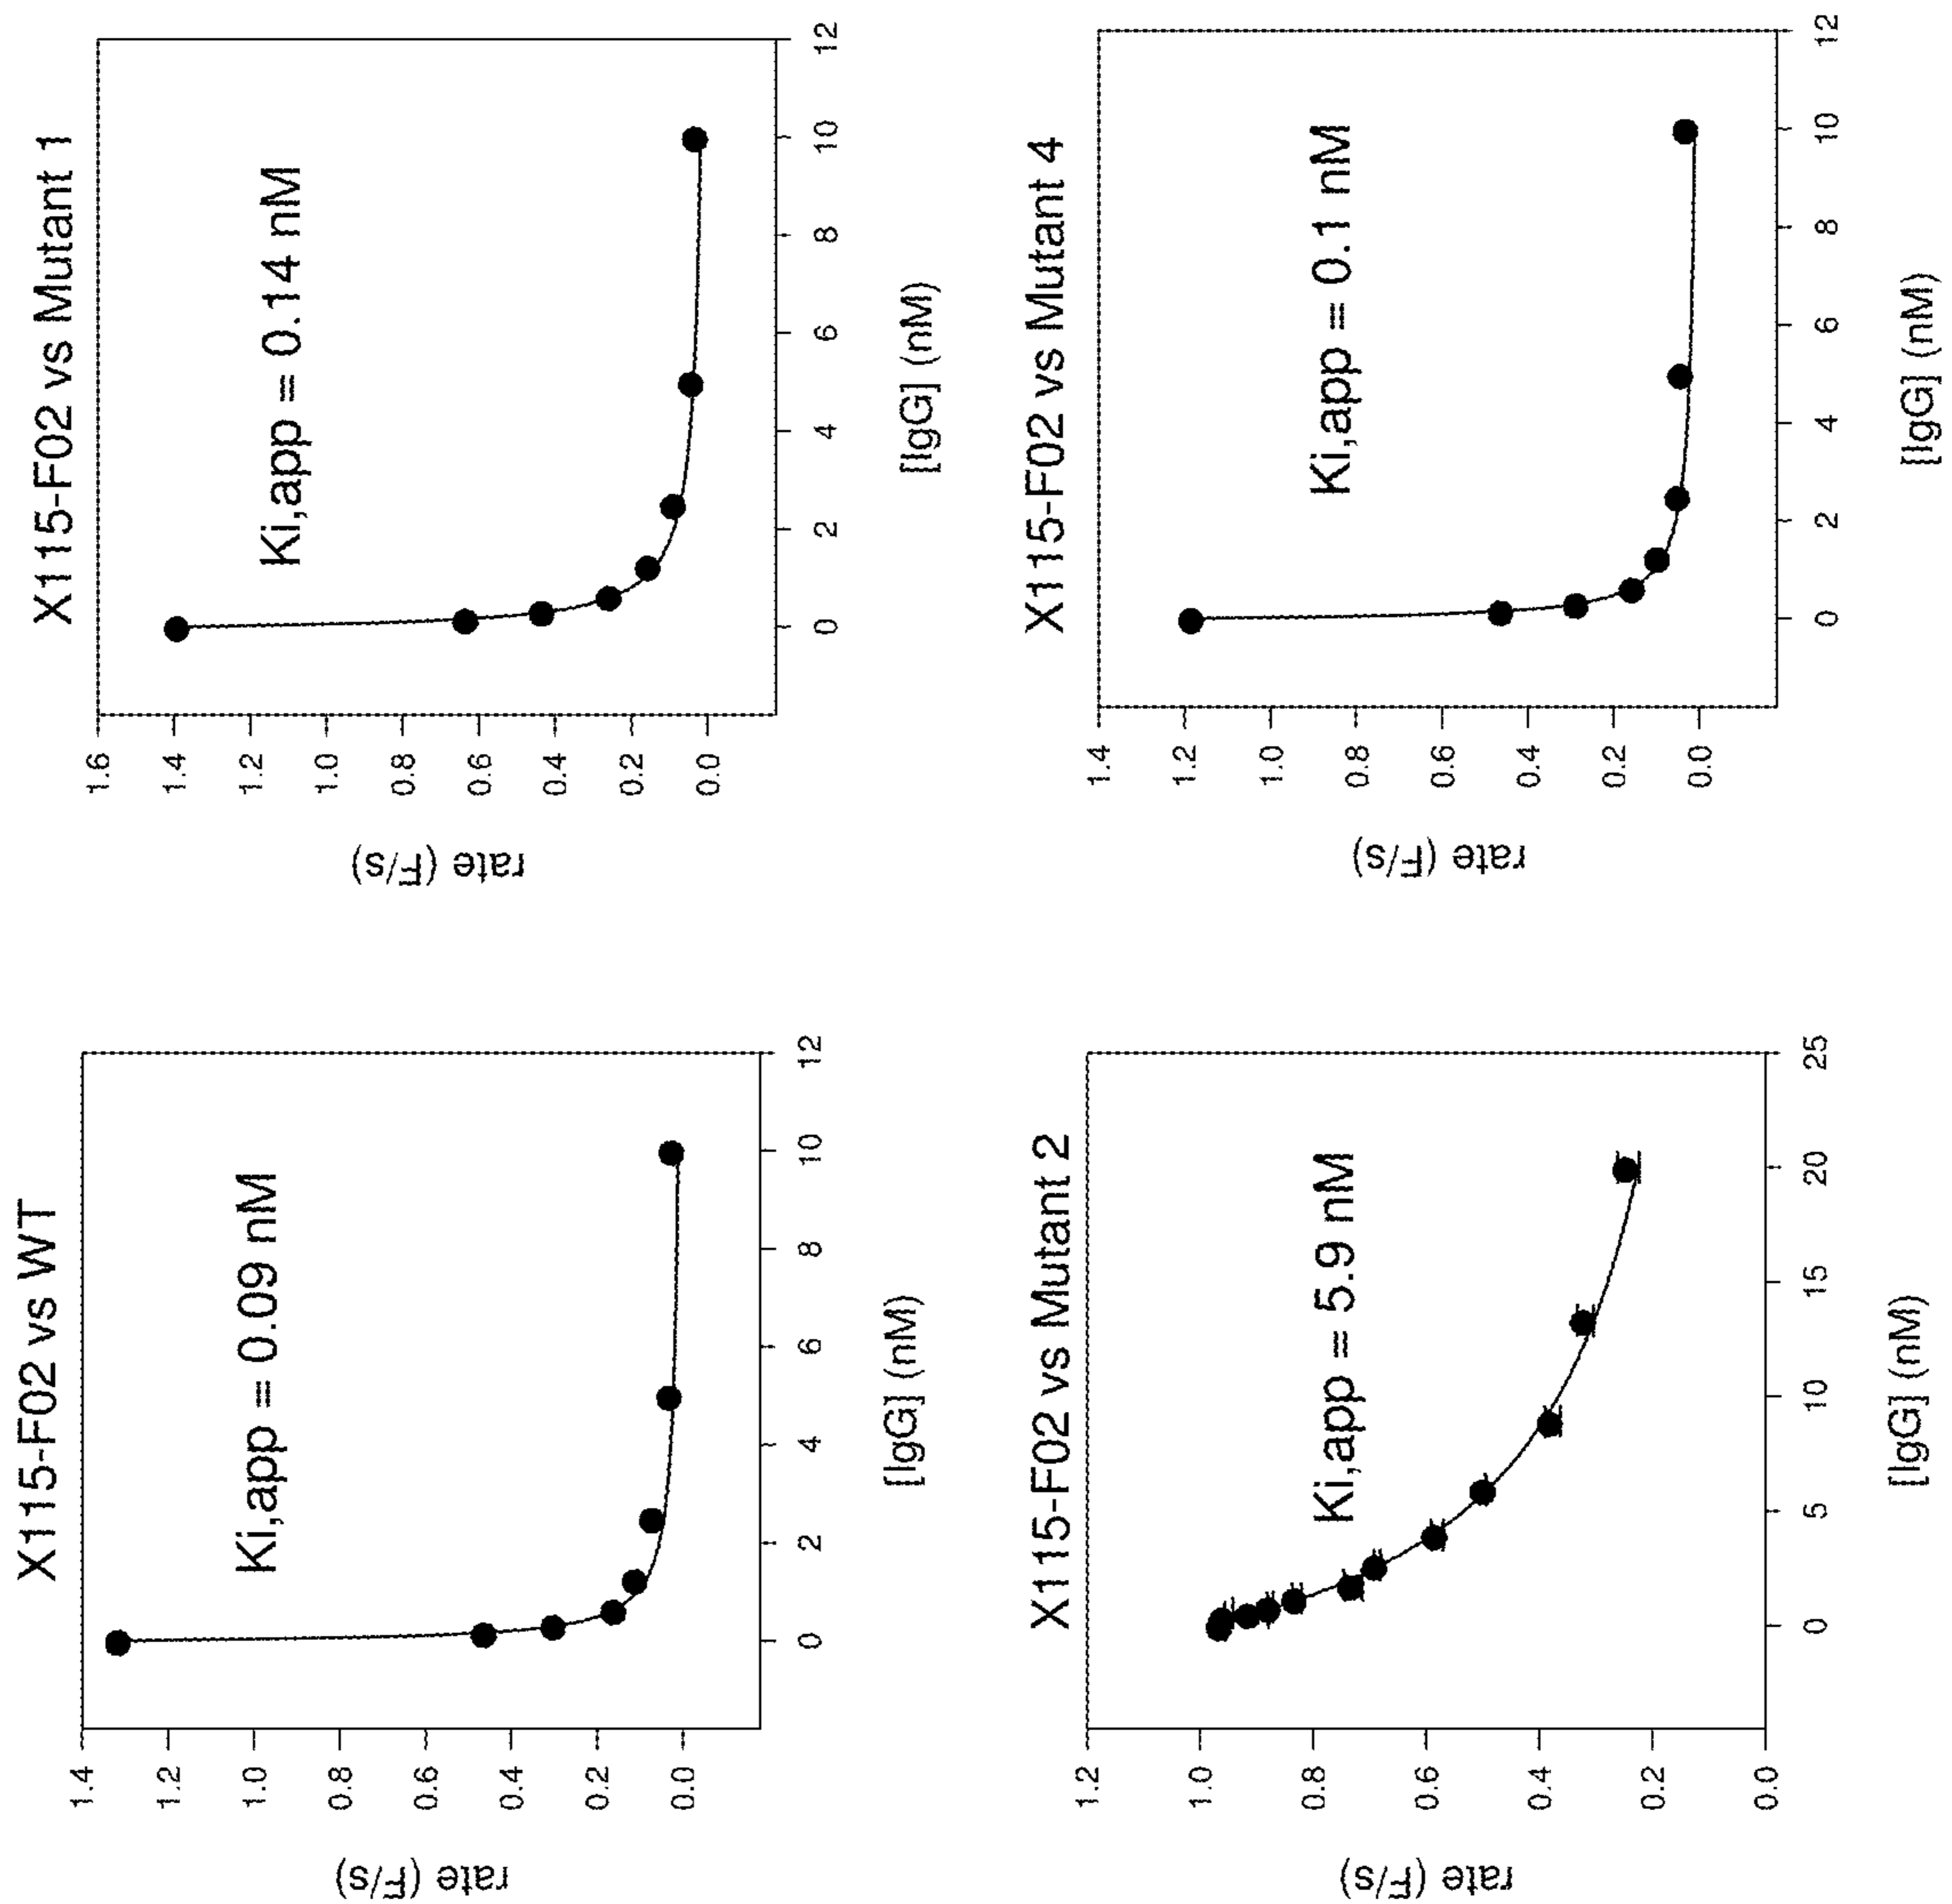 X115-F02 vs WT
Ki,app = 0.09 nM
rate (F/s)
1.4
1.2
1.0
0.8
0.6
0.4
0.2
0.0
0 2 4 6 8 10 12
[IgG] (nM)
X115-F02 vs Mutant 1
Ki,app = 0.14 nM
rate (F/s)
1.6
1.4
1.2
1.0
0.8
0.6
0.4
0.2
0.0
0 2 4 6 8 10 12
[IgG] (nM)
X115-F02 vs Mutant 2
Ki,app = 5.9 nM
rate (F/s)
1.2
1.0
0.8
0.6
0.4
0.2
0.0
0 5 10 15 20 25
[IgG] (nM)
X115-F02 vs Mutant 4
Ki,app = 0.1 nM
rate (F/s)
1.4
1.2
1.0
0.8
0.6
0.4
0.2
0.0
0 2 4 6 8 10 12
[IgG] (nM)